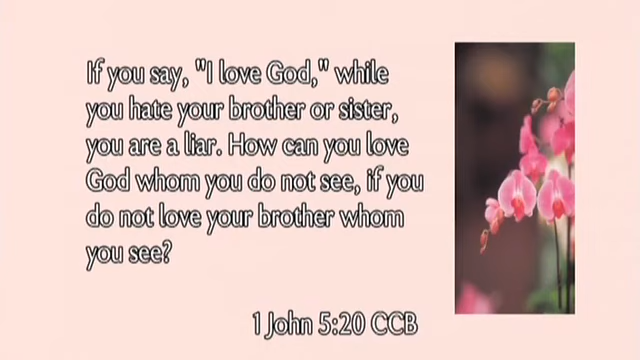 If you say, "I love God," while
you hate your brother or sister,
you are a liar. How can you love
God whom you do not see, if you
do not love your brother whom
you see?
1 John 5:20 CCB